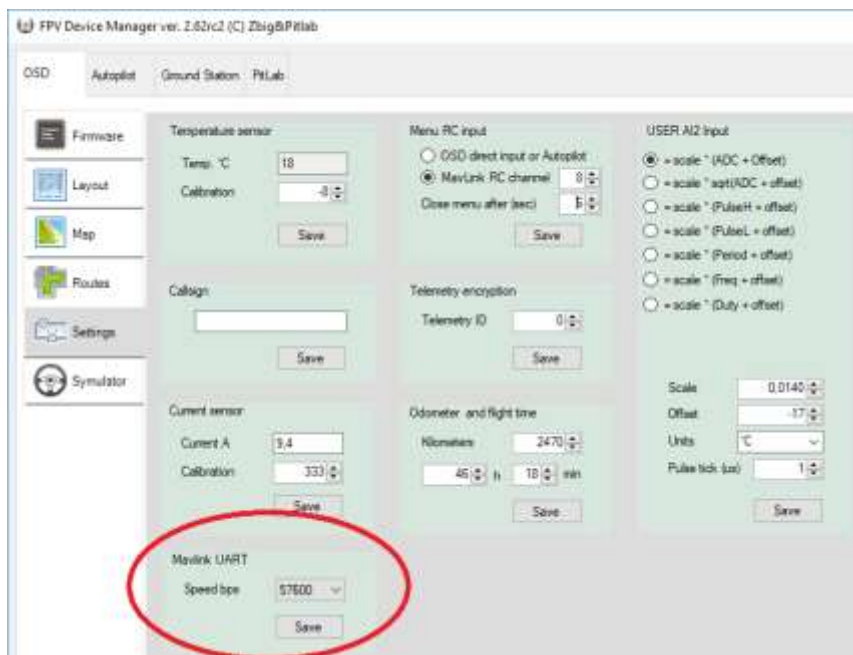 FPV Device Manager ver. 2.62rc2 (C) Zbig&Pitlab
OSD Autopilot Ground Station PitLab
Firmware
Layout
Map
Routes
Settings
Symulator
Temperature sensor
Temp. °C 18
Calibration -8
Save
Callsign
Save
Current sensor
Current A 9,4
Calibration 333
Save
Mavlink UART
Speed bps 57600
Save
Menu RC input
OSD direct input or Autopilot
MavLink RC channel 8
Close menu after (sec)
Save
Telemetry encryption
Telemetry ID 0
Save
Odometer and flight time
Kilometers 2470
46 h 18 min
Save
USER AI2 Input
= scale * (ADC + Offset)
= scale * sqrt(ADC + offset)
= scale * (PulseH + offset)
= scale * (PulseL + offset)
= scale * (Period + offset)
= scale * (Freq + offset)
= scale * (Duty + offset)
Scale 0,0140
Offset -17
Units °C
Pulse tick (us) 1
Save